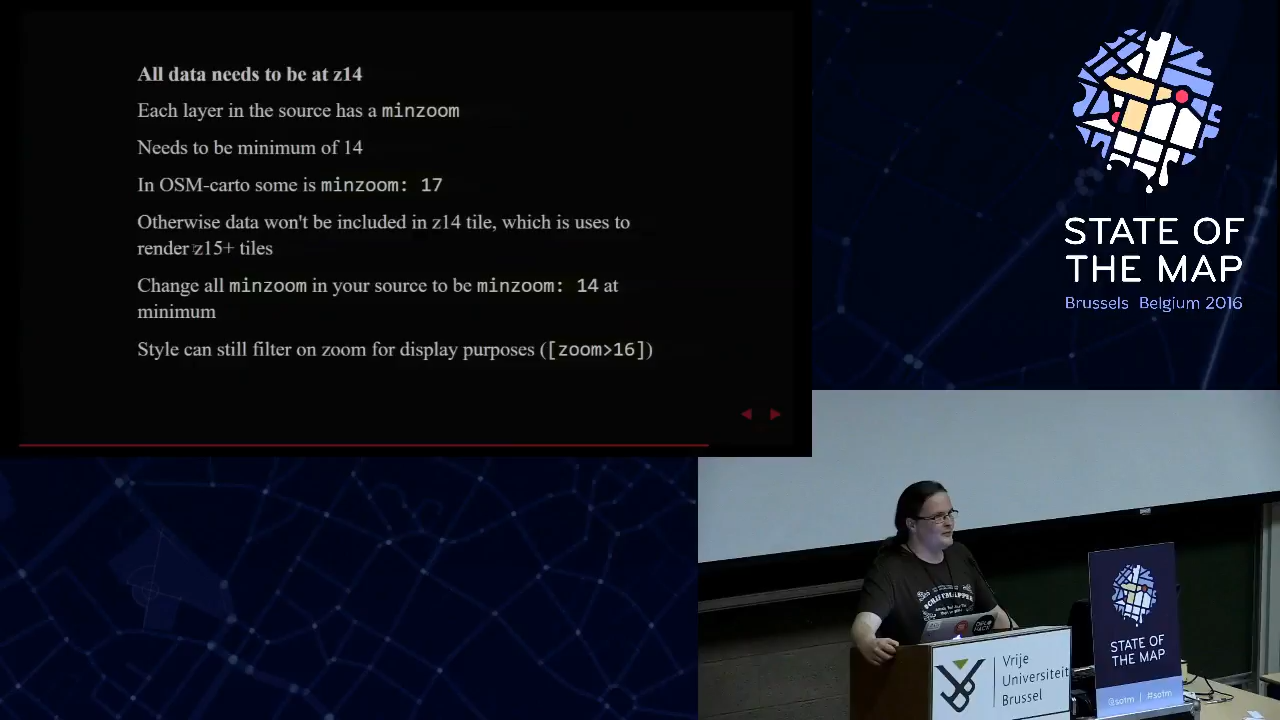 All data needs to be at z14
Each layer in the source has a minzoom
Needs to be minimum of 14
In OSM-carto some is minzoom: 17
Otherwise data won't be included in z14 tile, which is uses to
render z15+ tiles
Change all minzoom in your source to be minzoom: 14 at
minimum
Style can still filter on zoom for display purposes ([zoom>16])
STATE OF
THE MAP
Brussels Belgium 2016
Vrije
Universiteit
Brussel
STATE OF
THE MAP
@sotm | #sotm